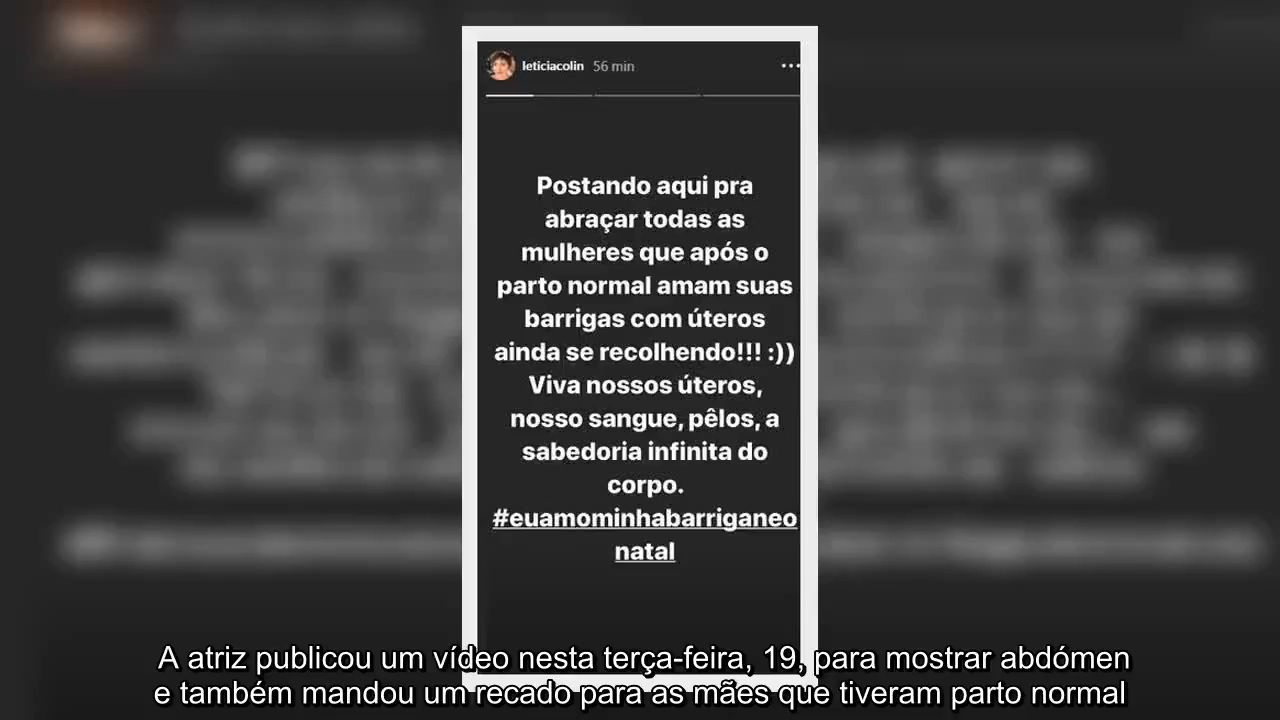 leticiacolin 56 min
Postando aqui pra
abraçar todas as
mulheres que após o
parto normal amam suas
barrigas com úteros
ainda se recolhendo!!! :))
Viva nossos úteros,
nosso sangue, pêlos, a
sabedoria infinita do
corpo.
#euamominhabarriganeo
natal
A atriz publicou um vídeo nesta terça-feira, 19, para mostrar abdómen
e também mandou um recado para as mães que tiveram parto normal